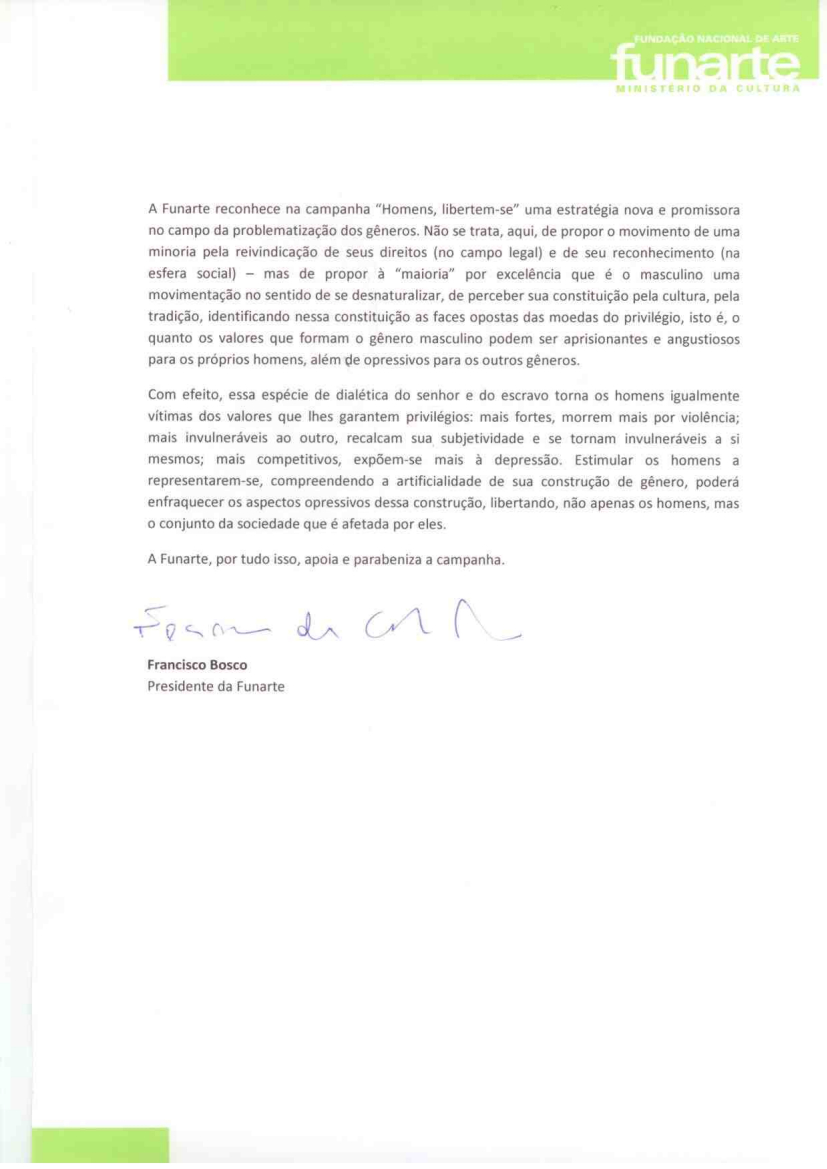 FUNDAÇÃO NACIONAL DE ARTE
funarte
MINISTÉRIO DA CULTURA
A Funarte reconhece na campanha “Homens, libertem-se” uma estratégia nova e promissora
no campo da problematização dos gêneros. Não se trata, aqui, de propor o movimento de uma
minoria pela reivindicação de seus direitos (no campo legal) e de seu reconhecimento (na
esfera social) – mas de propor à “maioria” por excelência que é o masculino uma
movimentação no sentido de se desnaturalizar, de perceber sua constituição pela cultura, pela
tradição, identificando nessa constituição as faces opostas das moedas do privilégio, isto é, o
quanto os valores que formam o gênero masculino podem ser aprisionantes e angustiosos
para os próprios homens, além de opressivos para os outros gêneros.
Com efeito, essa espécie de dialética do senhor e do escravo torna os homens igualmente
vítimas dos valores que lhes garantem privilégios: mais fortes, morrem mais por violência;
mais invulneráveis ao outro, recalcam sua subjetividade e se tornam invulneráveis a si
mesmos; mais competitivos, expõem-se mais à depressão. Estimular os homens a
representarem-se, compreendendo a artificialidade de sua construção de gênero, poderá
enfraquecer os aspectos opressivos dessa construção, libertando, não apenas os homens, mas
o conjunto da sociedade que é afetada por eles.
A Funarte, por tudo isso, apoia e parabeniza a campanha.
Francisco Bosco
Presidente da Funarte